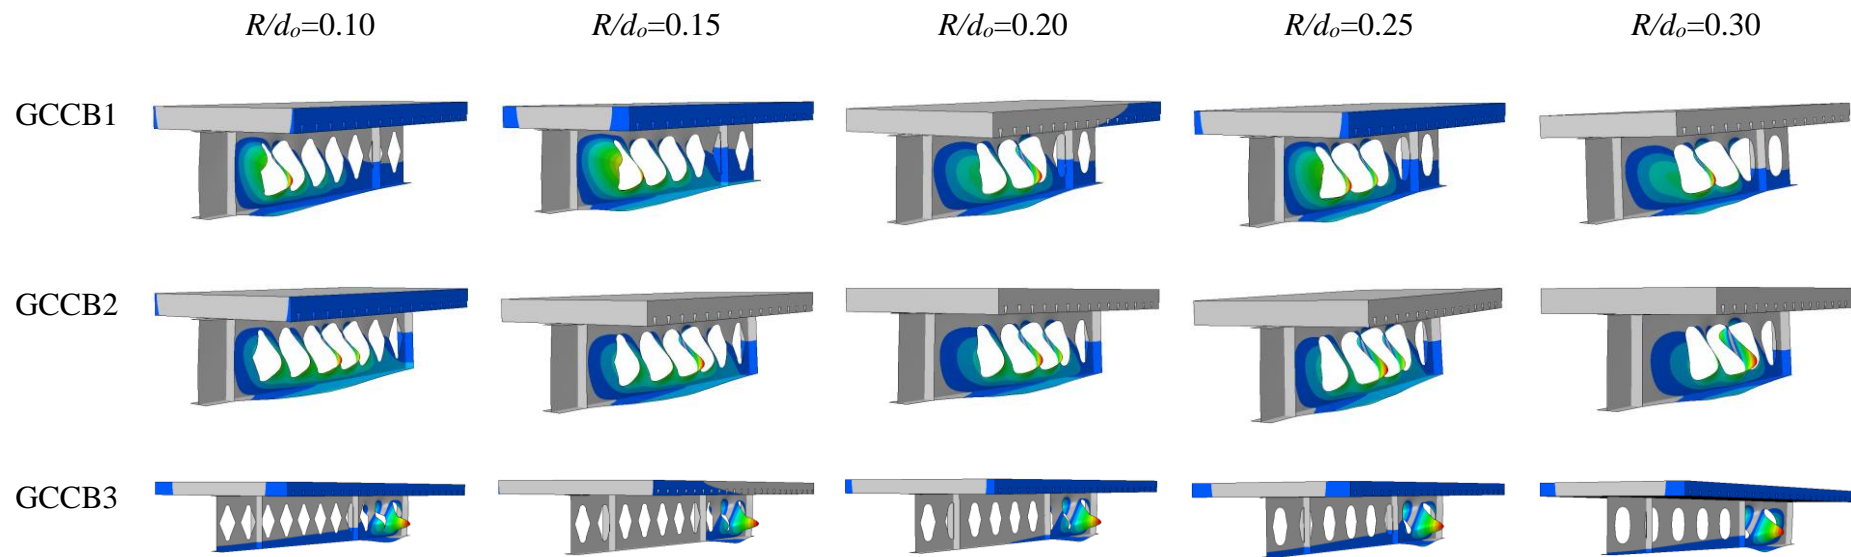 R/do=0.10 R/do=0.15 R/do=0.20 R/do=0.25 R/do=0.30
GCCB1
GCCB2
GCCB3